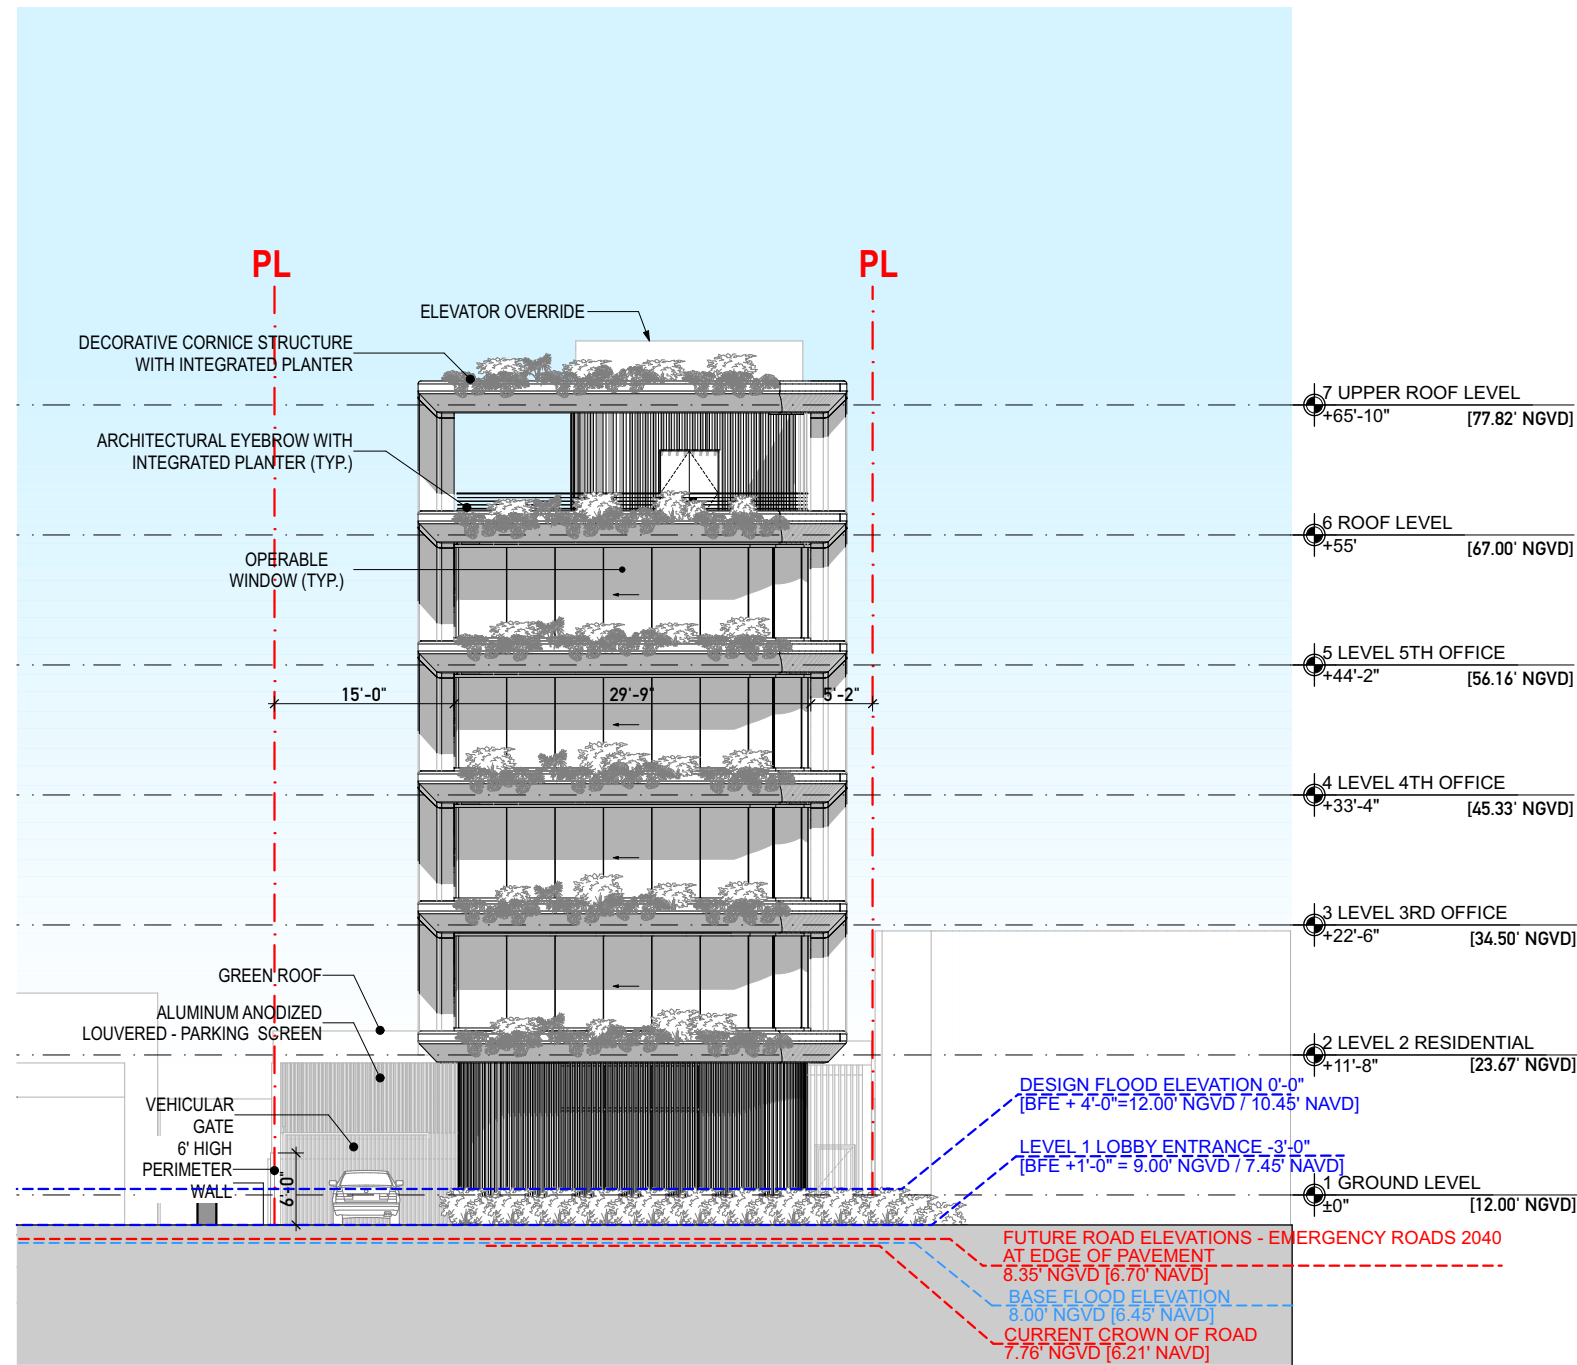 PL
PL
ELEVATOR OVERRIDE
DECORATIVE CORNICE STRUCTURE
WITH INTEGRATED PLANTER
7 UPPER ROOF LEVEL
+65'-10"
[77.82' NGVD]
ARCHITECTURAL EYEBROW WITH
INTEGRATED PLANTER (TYP.)
6 ROOF LEVEL
+55'
[67.00' NGVD]
OPERABLE
WINDOW (TYP.)
5 LEVEL 5TH OFFICE
+44'-2"
[56.16' NGVD]
15'-0"
29'-9"
5'-2"
4 LEVEL 4TH OFFICE
+33'-4"
[45.33' NGVD]
3 LEVEL 3RD OFFICE
+22'-6"
[34.50' NGVD]
GREEN ROOF
ALUMINUM ANODIZED
LOUVERED - PARKING SCREEN
2 LEVEL 2 RESIDENTIAL
+11'-8"
[23.67' NGVD]
DESIGN FLOOD ELEVATION 0'-0"
[BFE + 4'-0"=12.00' NGVD / 10.45' NAVD]
VEHICULAR
GATE
6' HIGH
PERIMETER
WALL
6'-0"
LEVEL 1 LOBBY ENTRANCE -3'-0"
[BFE +1'-0" = 9.00' NGVD / 7.45' NAVD]
1 GROUND LEVEL
±0"
[12.00' NGVD]
FUTURE ROAD ELEVATIONS - EMERGENCY ROADS 2040
AT EDGE OF PAVEMENT
8.35' NGVD [6.70' NAVD]
BASE FLOOD ELEVATION
8.00' NGVD [6.45' NAVD]
CURRENT CROWN OF ROAD
7.76' NGVD [6.21' NAVD]